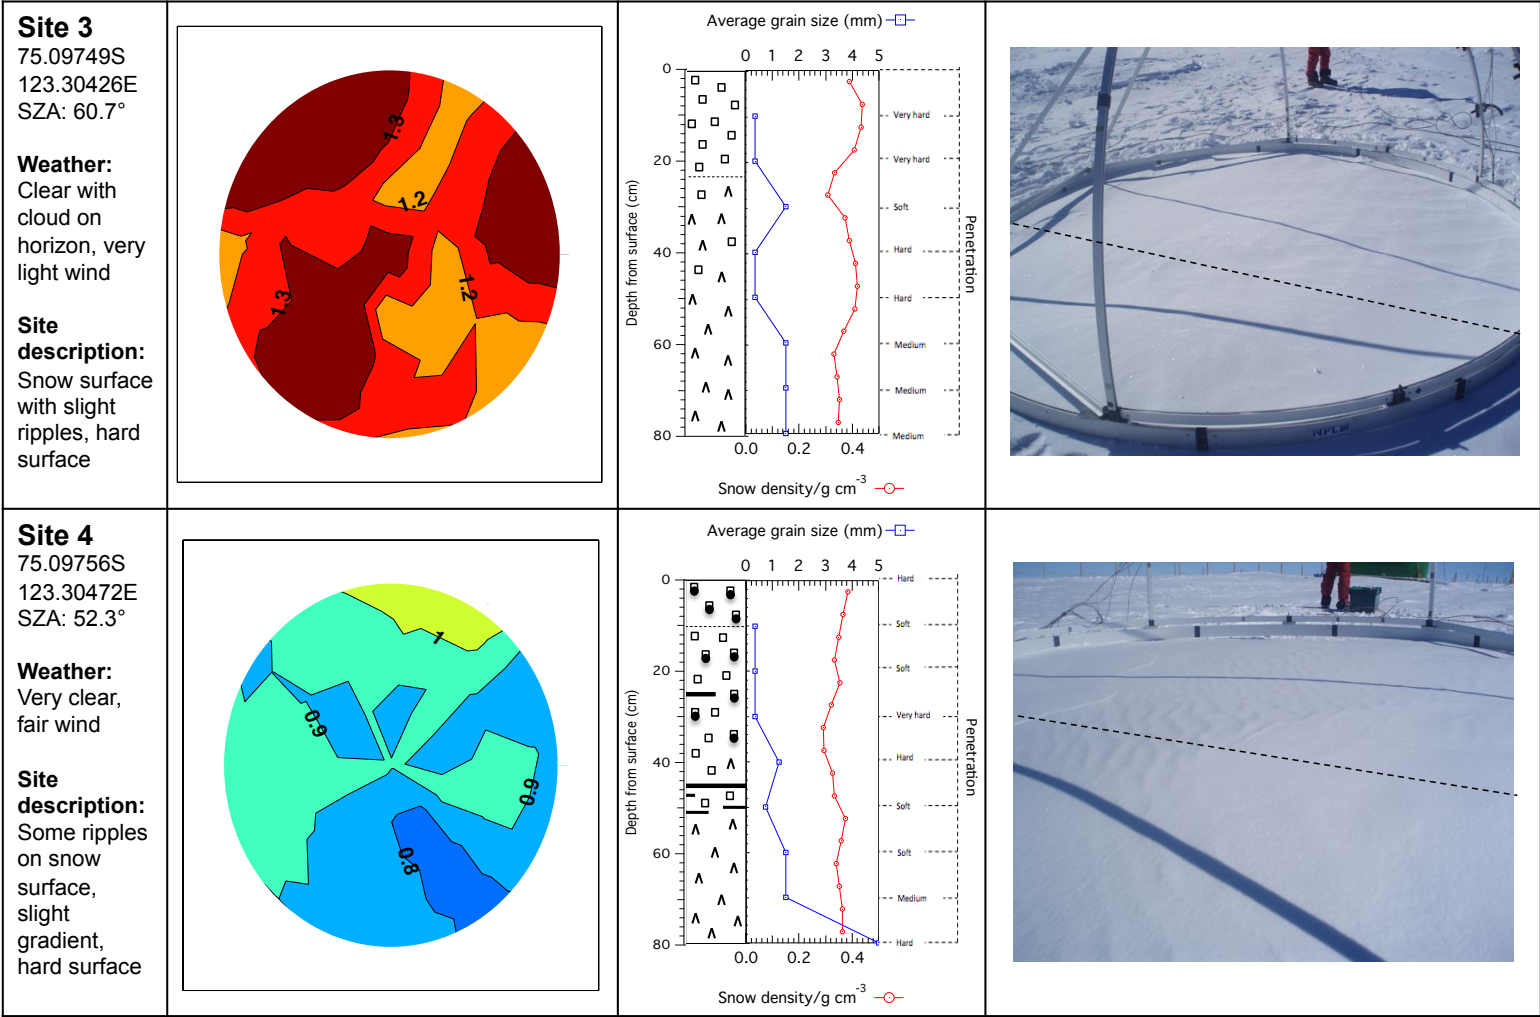 Site 3
75.09749S
123.30426E
SZA: 60.7°
Weather:
Clear with
cloud on
horizon, very
light wind
Site
description:
Snow surface
with slight
ripples, hard
surface
1.3
1.2
1.3
1.2
Average grain size (mm)
0 1 2 3 4 5
Depth from surface (cm)
0
20
40
60
80
Very hard
Very hard
Soft
Hard
Hard
Medium
Medium
Medium
Penetration
0.0 0.2 0.4
Snow density/g cm-3
Site 4
75.09756S
123.30472E
SZA: 52.3°
Weather:
Very clear,
fair wind
Site
description:
Some ripples
on snow
surface,
slight
gradient,
hard surface
1
0.9
0.9
0.8
Average grain size (mm)
0 1 2 3 4 5
Depth from surface (cm)
0
20
40
60
80
Hard
Soft
Soft
Very hard
Hard
Soft
Soft
Medium
Hard
Penetration
0.0 0.2 0.4
Snow density/g cm-3